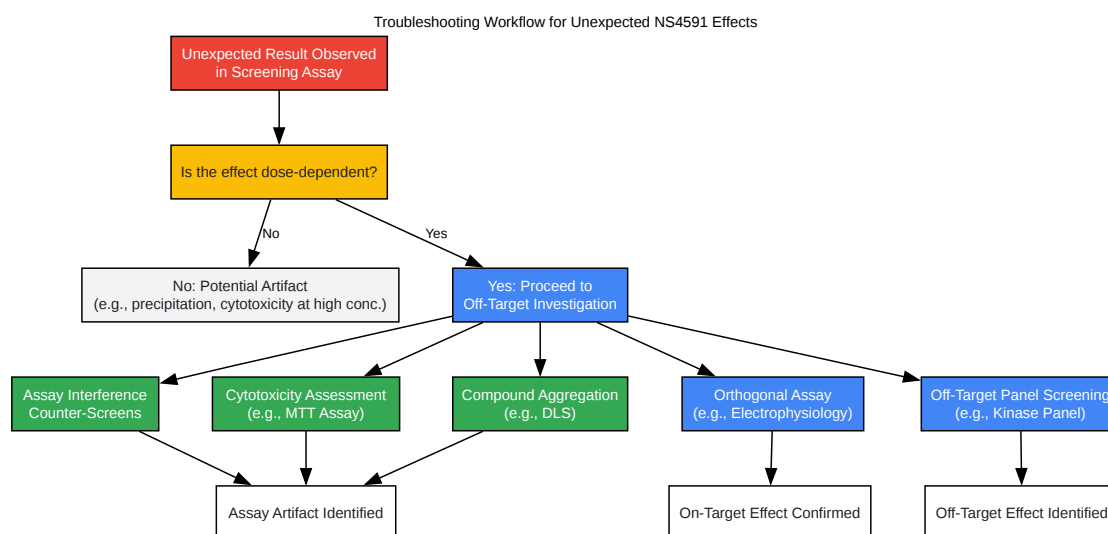 Troubleshooting Workflow for Unexpected NS4591 Effects
Unexpected Result Observed
in Screening Assay
Is the effect dose-dependent?
No
Yes
No: Potential Artifact
(e.g., precipitation, cytotoxicity at high conc.)
Yes: Proceed to
Off-Target Investigation
Assay Interference
Counter-Screens
Cytotoxicity Assessment
(e.g., MTT Assay)
Compound Aggregation
(e.g., DLS)
Orthogonal Assay
(e.g., Electrophysiology)
Off-Target Panel Screening
(e.g., Kinase Panel)
Assay Artifact Identified
On-Target Effect Confirmed
Off-Target Effect Identified